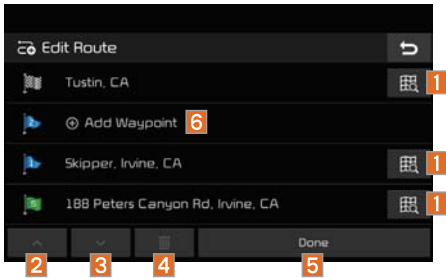 Edit Route
Tustin, CA
1
2
Add Waypoint
6
1
Skipper, Irvine, CA
1
S
188 Peters Canyon Rd, Irvine, CA
1
Done
2
3
4
5